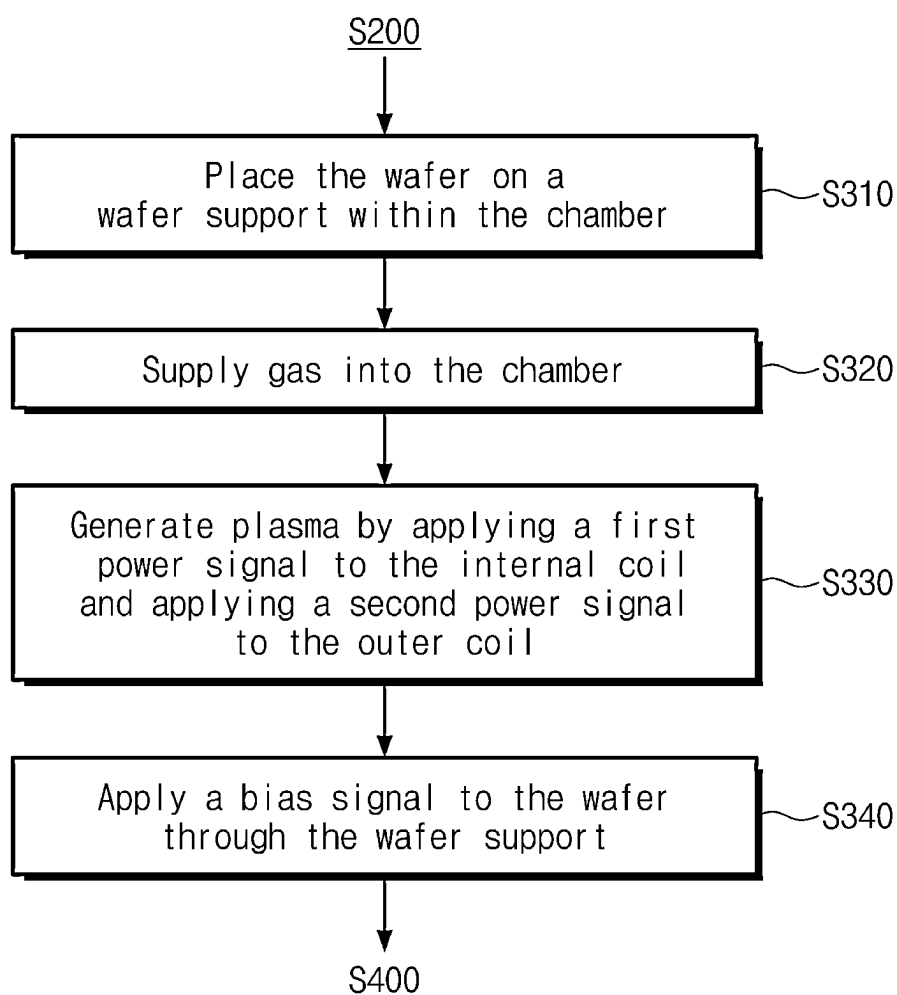 S200
Place the wafer on a
wafer support within the chamber
S310
Supply gas into the chamber
S320
Generate plasma by applying a first
power signal to the internal coil
and applying a second power signal
to the outer coil
S330
Apply a bias signal to the wafer
through the wafer support
S340
S400